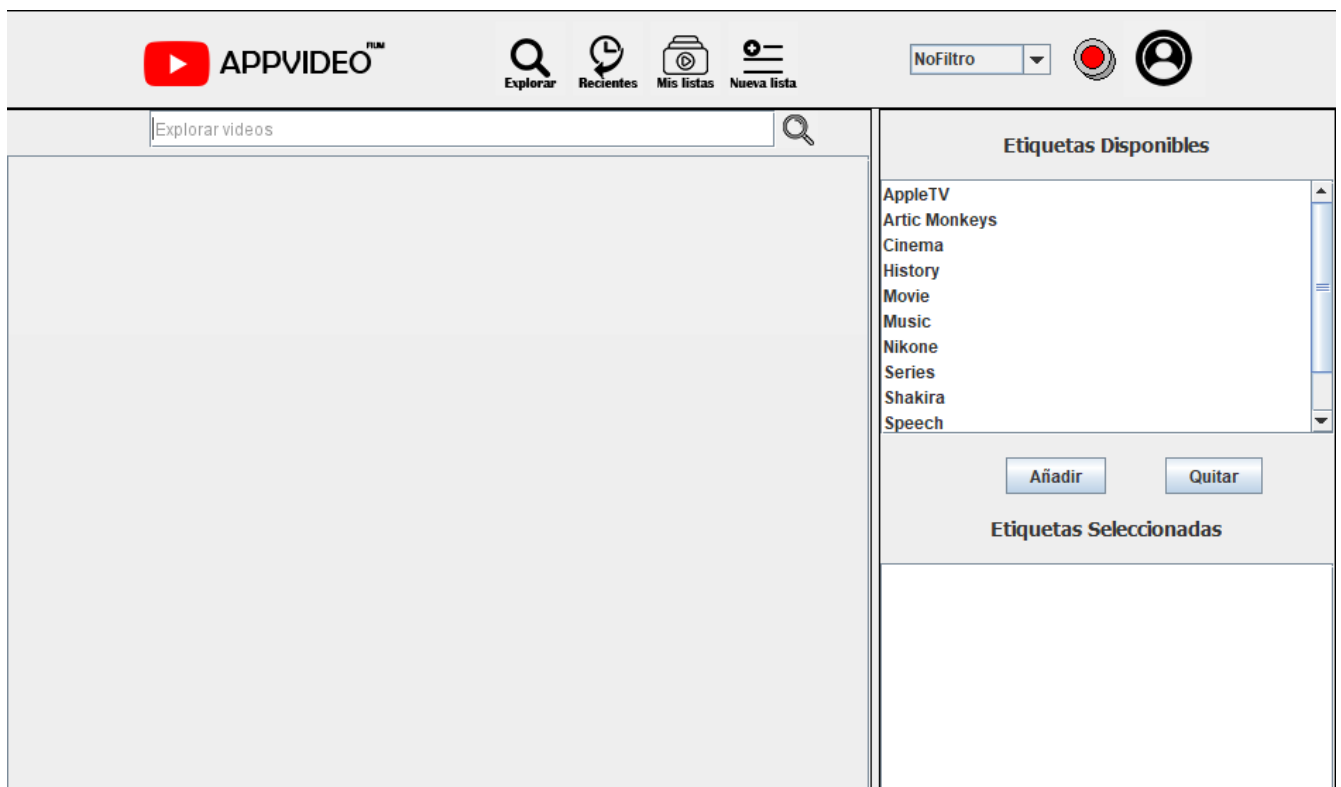 APPVIDEO FILM
Explorar
Recientes
Mis listas
Nueva lista
NoFiltro
Explorar videos
Etiquetas Disponibles
AppleTV
Artic Monkeys
Cinema
History
Movie
Music
Nikone
Series
Shakira
Speech
Añadir
Quitar
Etiquetas Seleccionadas